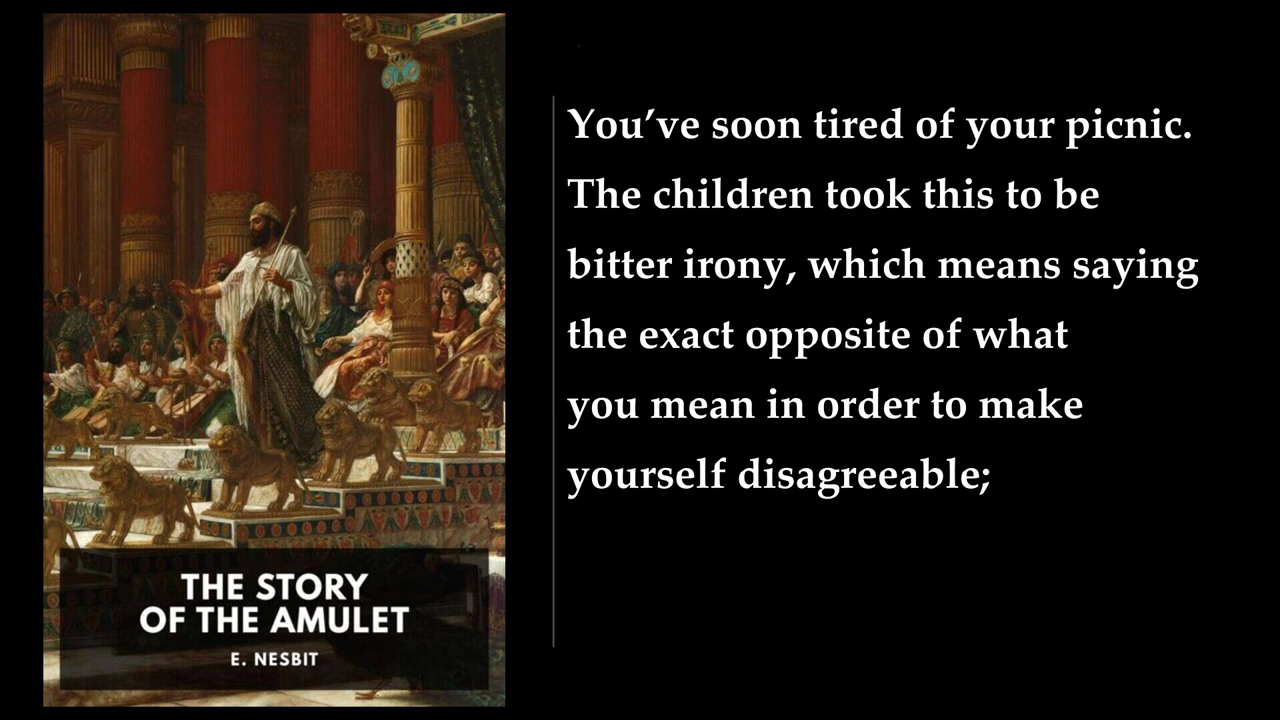 THE STORY
OF THE AMULET
E. NESBIT
You’ve soon tired of your picnic.
The children took this to be
bitter irony, which means saying
the exact opposite of what
you mean in order to make
yourself disagreeable;